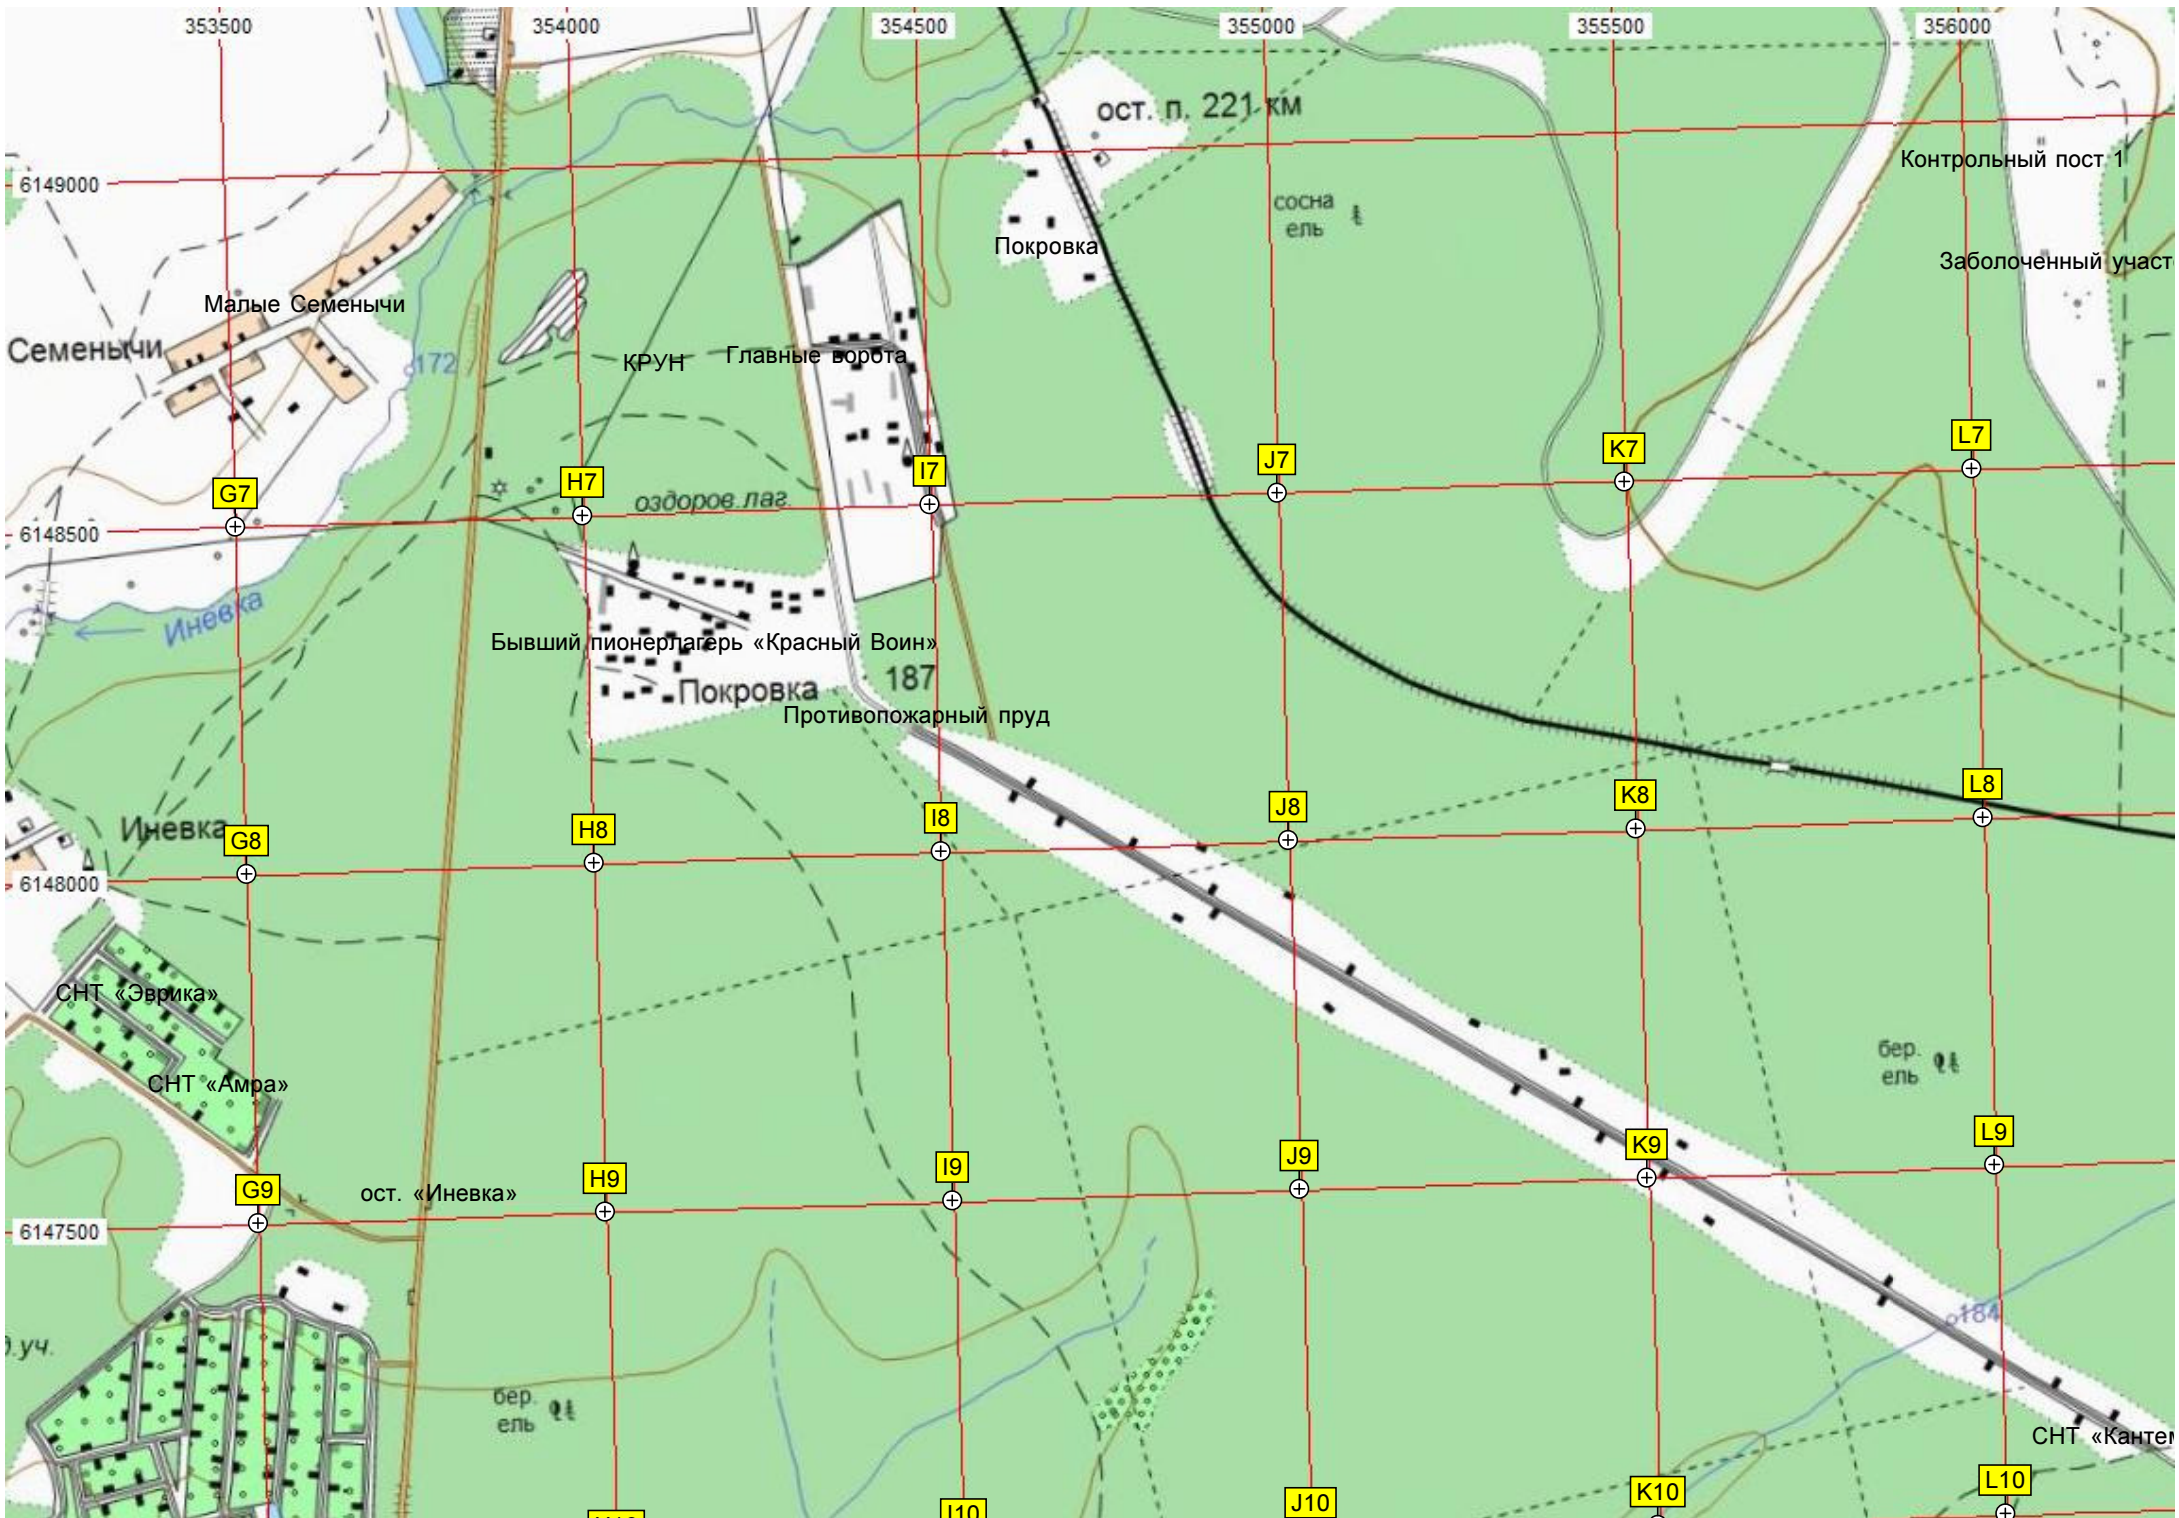 353500
354000
354500
355000
355500
356000
ост. п. 221 км
Контрольный пост 1
6149000
сосна
ель
Покровка
Заболоченный участ
Малые Семенычи
Семенычи
172
КРУН
Главные ворота
L7
K7
J7
I7
H7
G7
оздоров.лаг.
6148500
Иневка
Бывший пионерлагерь «Красный Воин»
187
Покровка
Противопожарный пруд
L8
K8
J8
I8
H8
G8
Иневка
6148000
СНТ «Эврика»
бер.
ель
СНТ «Амра»
L9
K9
J9
I9
H9
G9
ост. «Иневка»
6147500
184
.уч.
бер.
ель
СНТ «Кантем
L10
K10
J10
I10